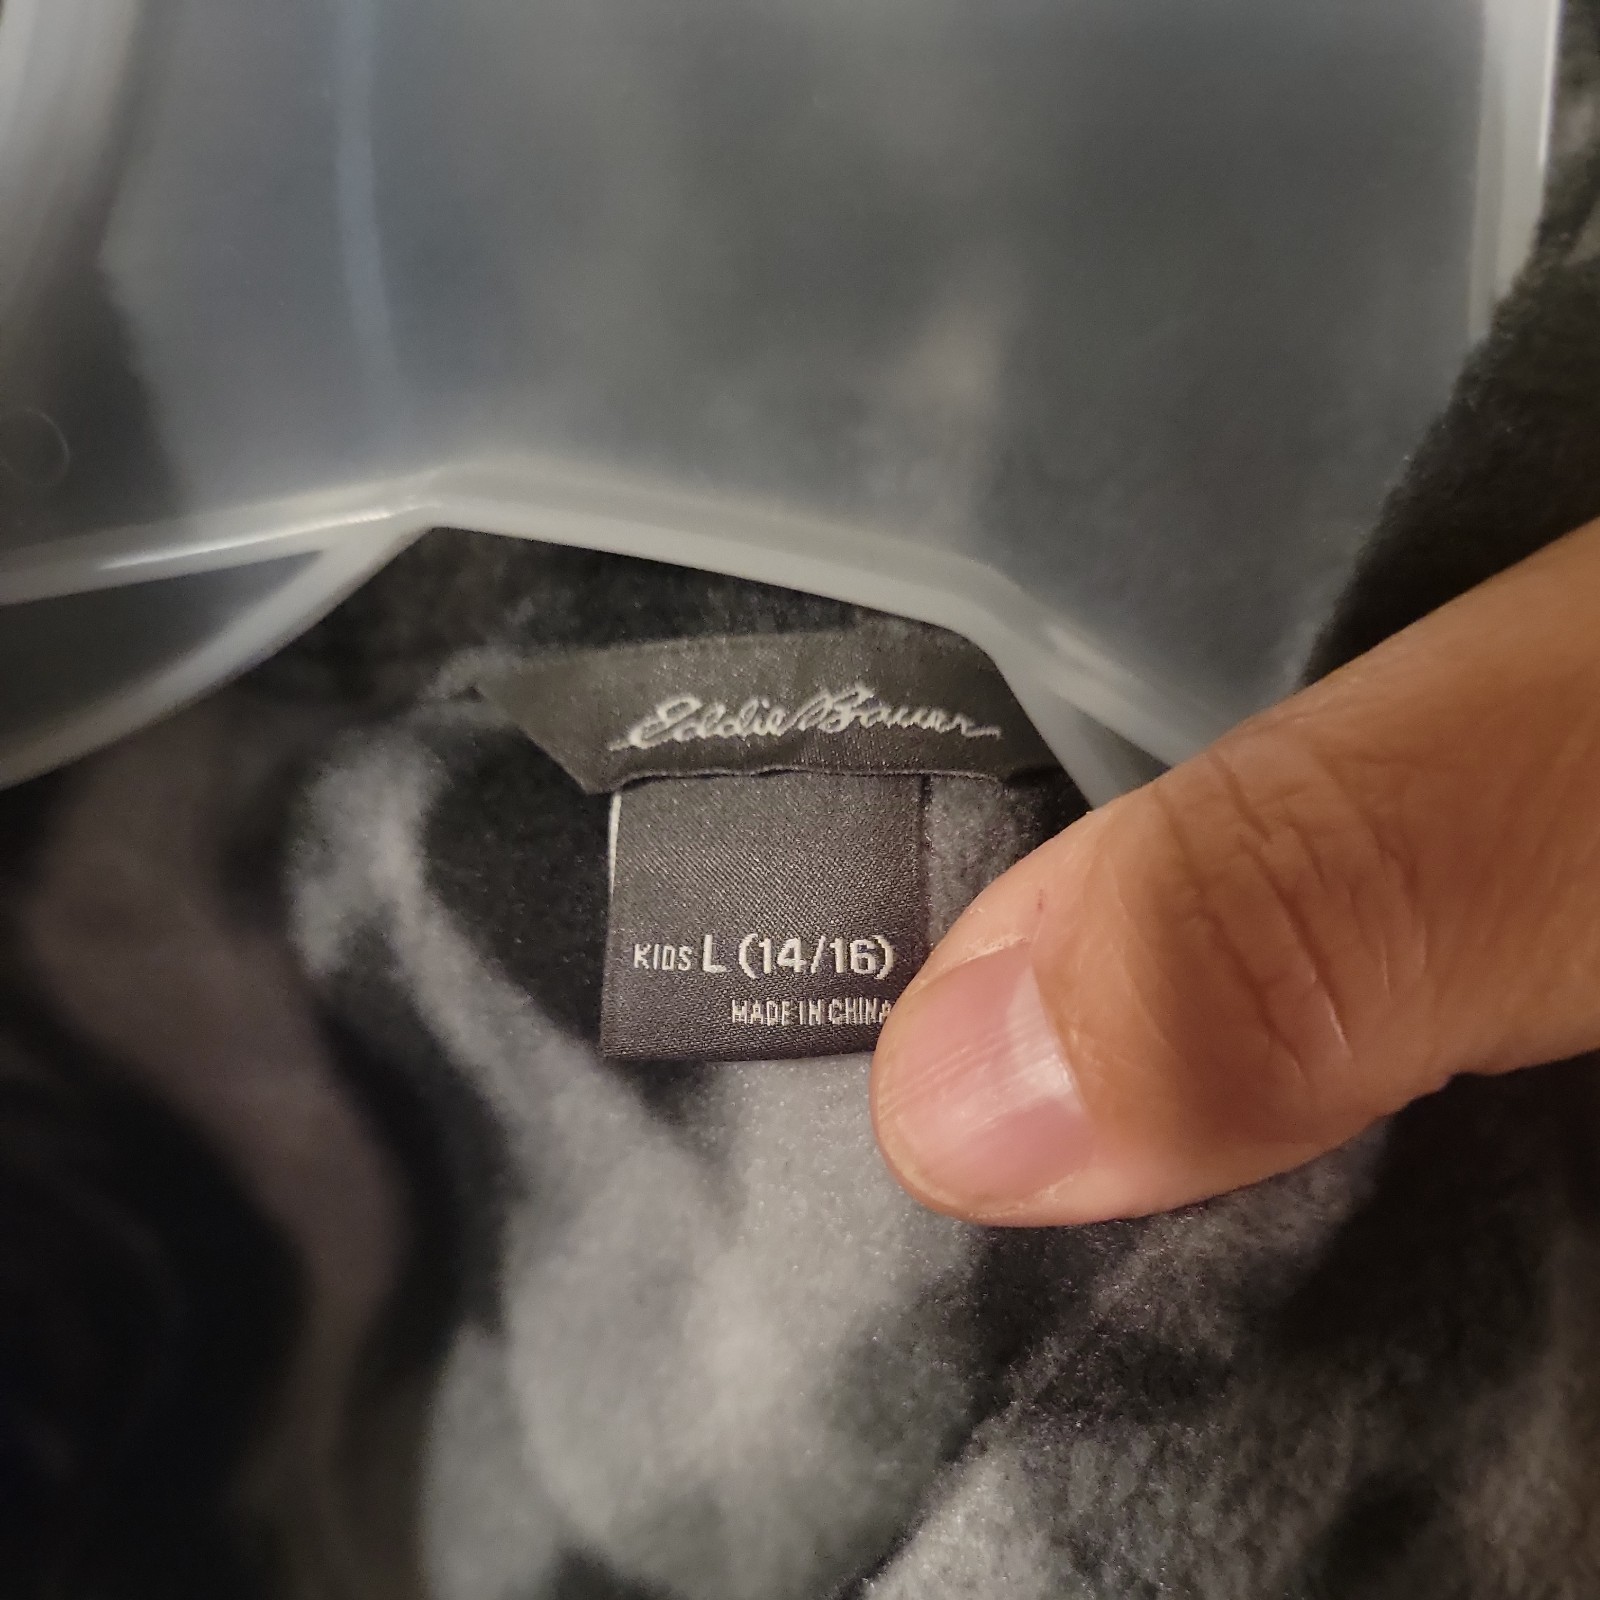 Eddie Bauer
KIDS L (14/16)
MADE IN CHINA